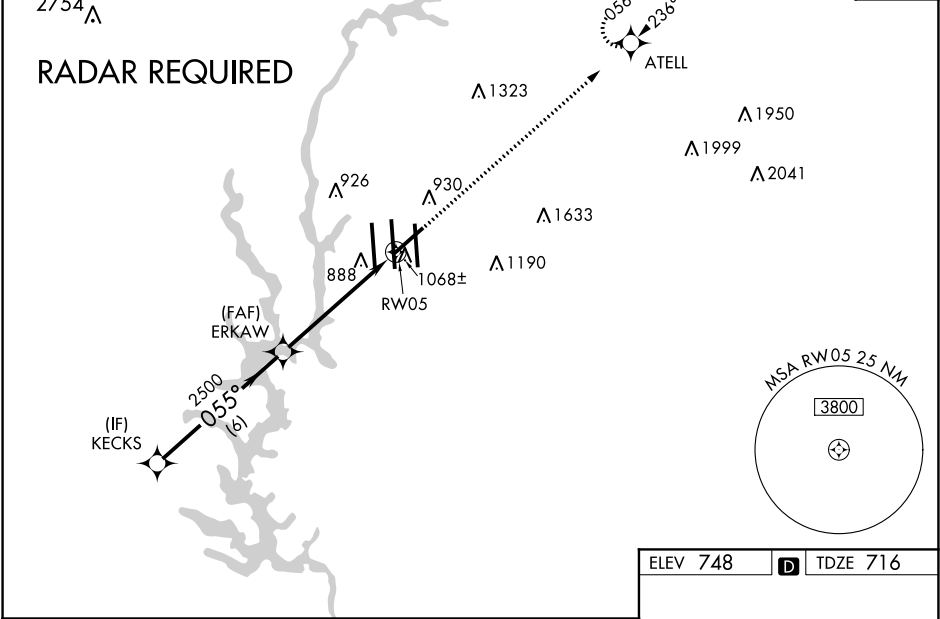 2754
056
236°
ATELL
RADAR REQUIRED
1323
1950
1999
2041
926
930
1633
888
1068±
1190
RW05
(FAF)
ERKAW
2500
055°
(6)
(IF)
KECKS
MSA RW05 25 NM
3800
ELEV 748
D
TDZE 716